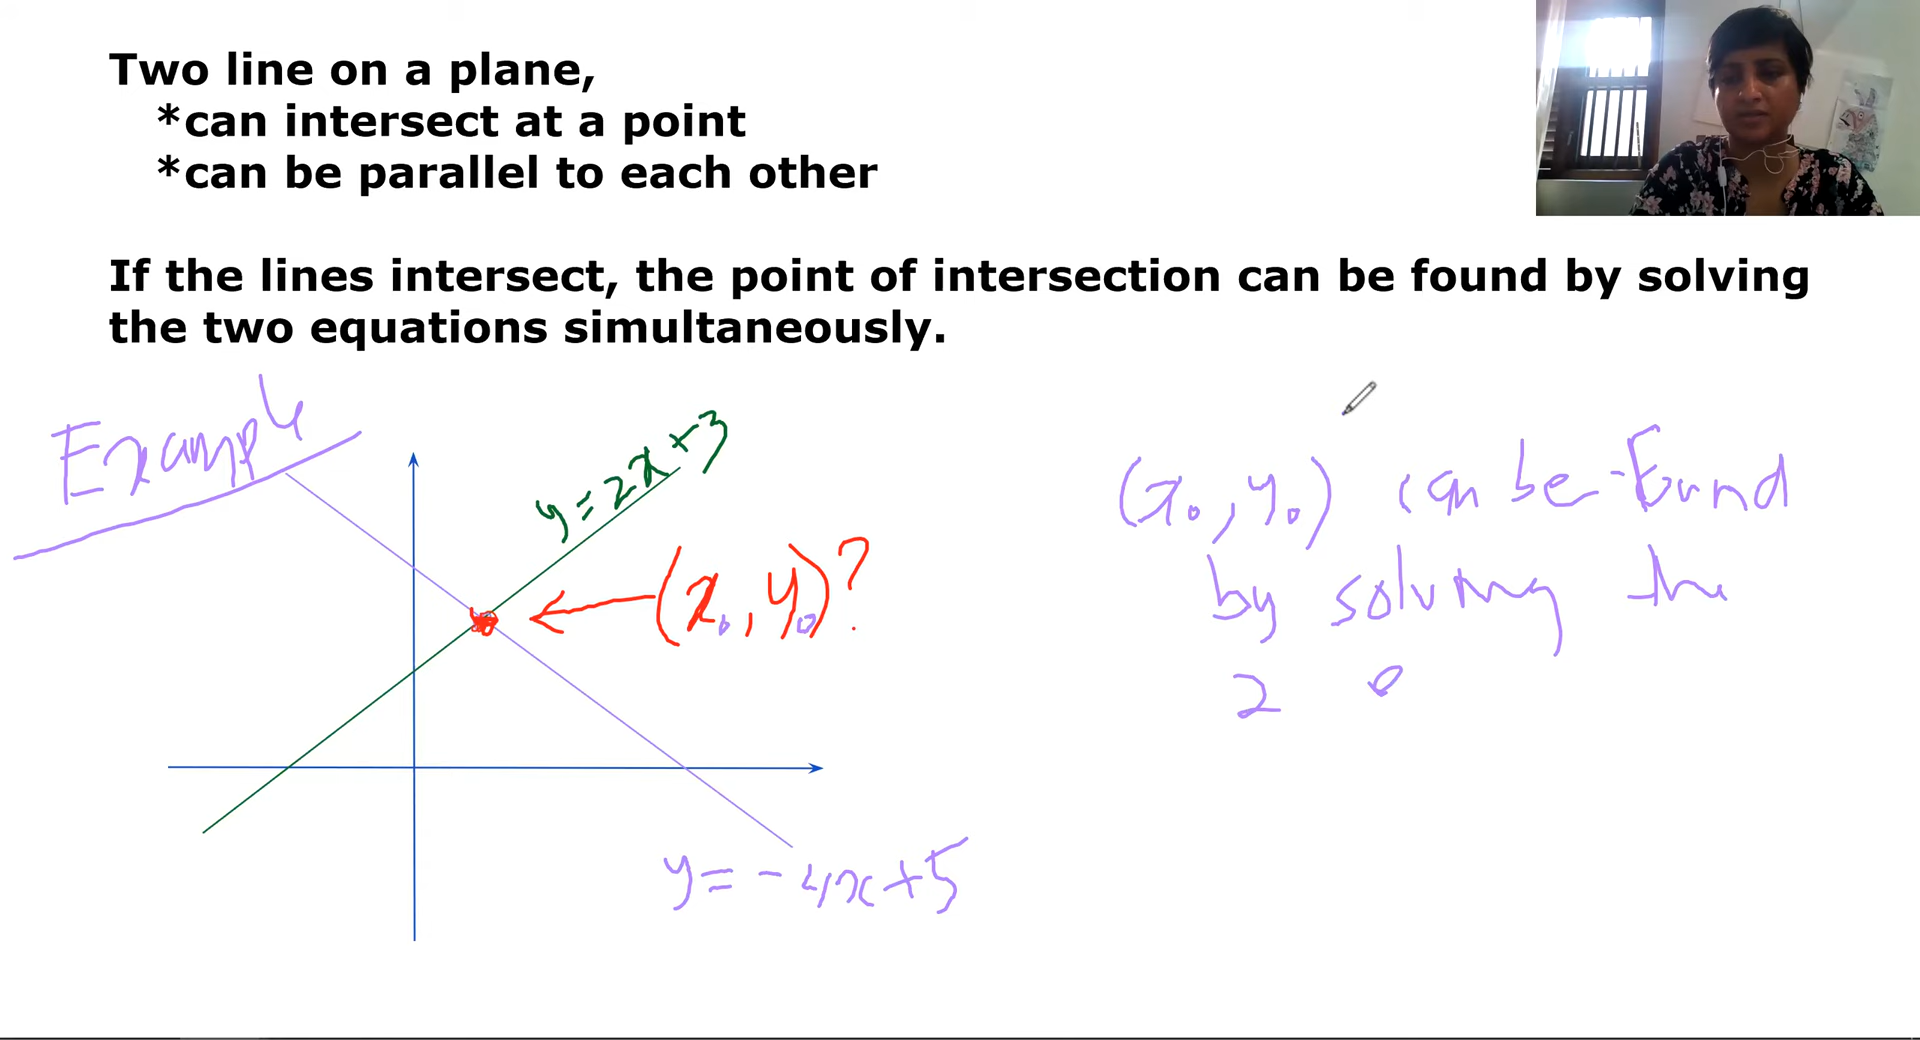 Two line on a plane,
*can intersect at a point
*can be parallel to each other
If the lines intersect, the point of intersection can be found by solving
the two equations simultaneously.
Example
y=2x+3
(x₀,y₀)?
y=-4x+5
(x₀,y₀) can be found
by solving the
2 e